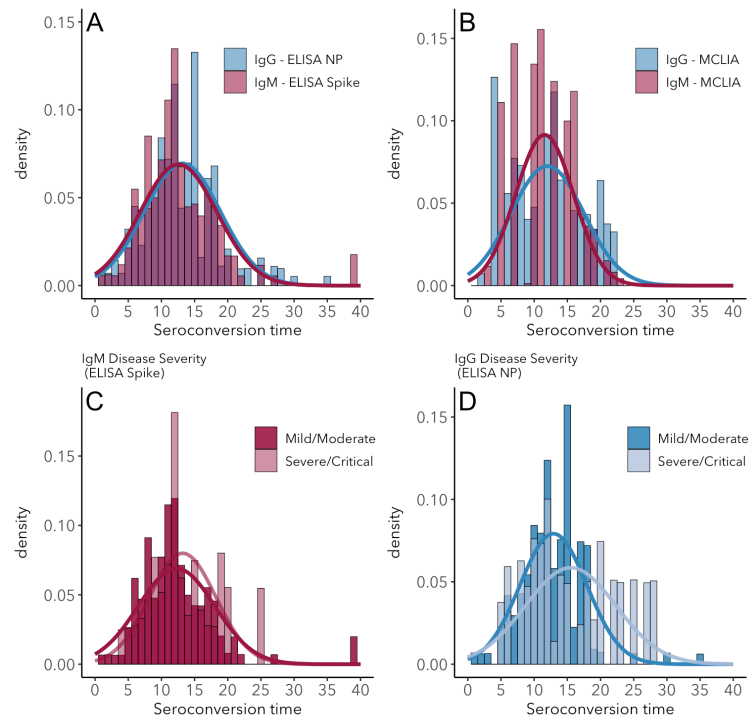 A
IgG - ELISA NP
IgM - ELISA Spike
density
0.15
0.10
0.05
0.00
0 5 10 15 20 25 30 35 40
Seroconversion time
B
IgG - MCLIA
IgM - MCLIA
density
0.15
0.10
0.05
0.00
0 5 10 15 20 25 30 35 40
Seroconversion time
IgM Disease Severity
(ELISA Spike)
C
Mild/Moderate
Severe/Critical
density
0.15
0.10
0.05
0.00
0 5 10 15 20 25 30 35 40
Seroconversion time
IgG Disease Severity
(ELISA NP)
D
Mild/Moderate
Severe/Critical
density
0.15
0.10
0.05
0.00
0 5 10 15 20 25 30 35 40
Seroconversion time